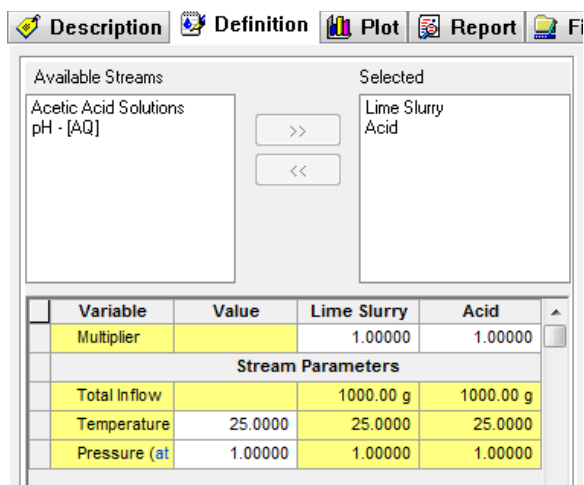 Description Definition Plot Report Fi
Available Streams Selected
Acetic Acid Solutions Lime Slurry
pH - [AQ] Acid
>>
<<
Variable Value Lime Slurry Acid
Multiplier 1.00000 1.00000
Stream Parameters
Total Inflow 1000.00 g 1000.00 g
Temperature 25.0000 25.0000 25.0000
Pressure (at 1.00000 1.00000 1.00000